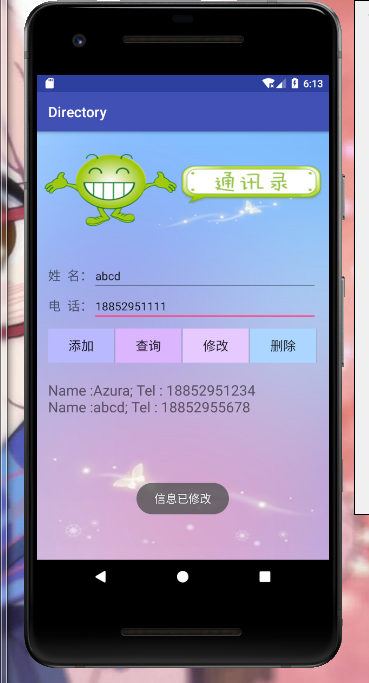 6:13
Directory
通讯录
姓 名： abcd
电 话： 18852951111
添加 查询 修改 删除
Name :Azura; Tel : 18852951234
Name :abcd; Tel : 18852955678
信息已修改